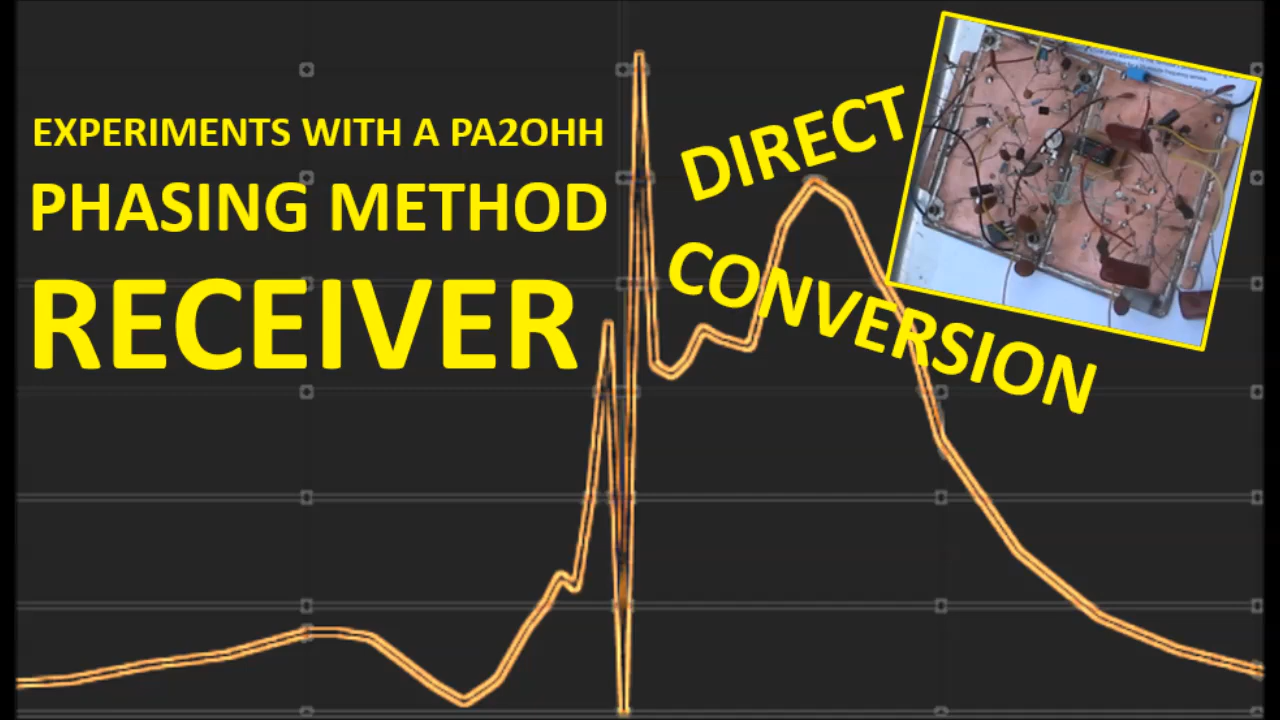 EXPERIMENTS WITH A PA2OHH
PHASING METHOD
RECEIVER
DIRECT
CONVERSION